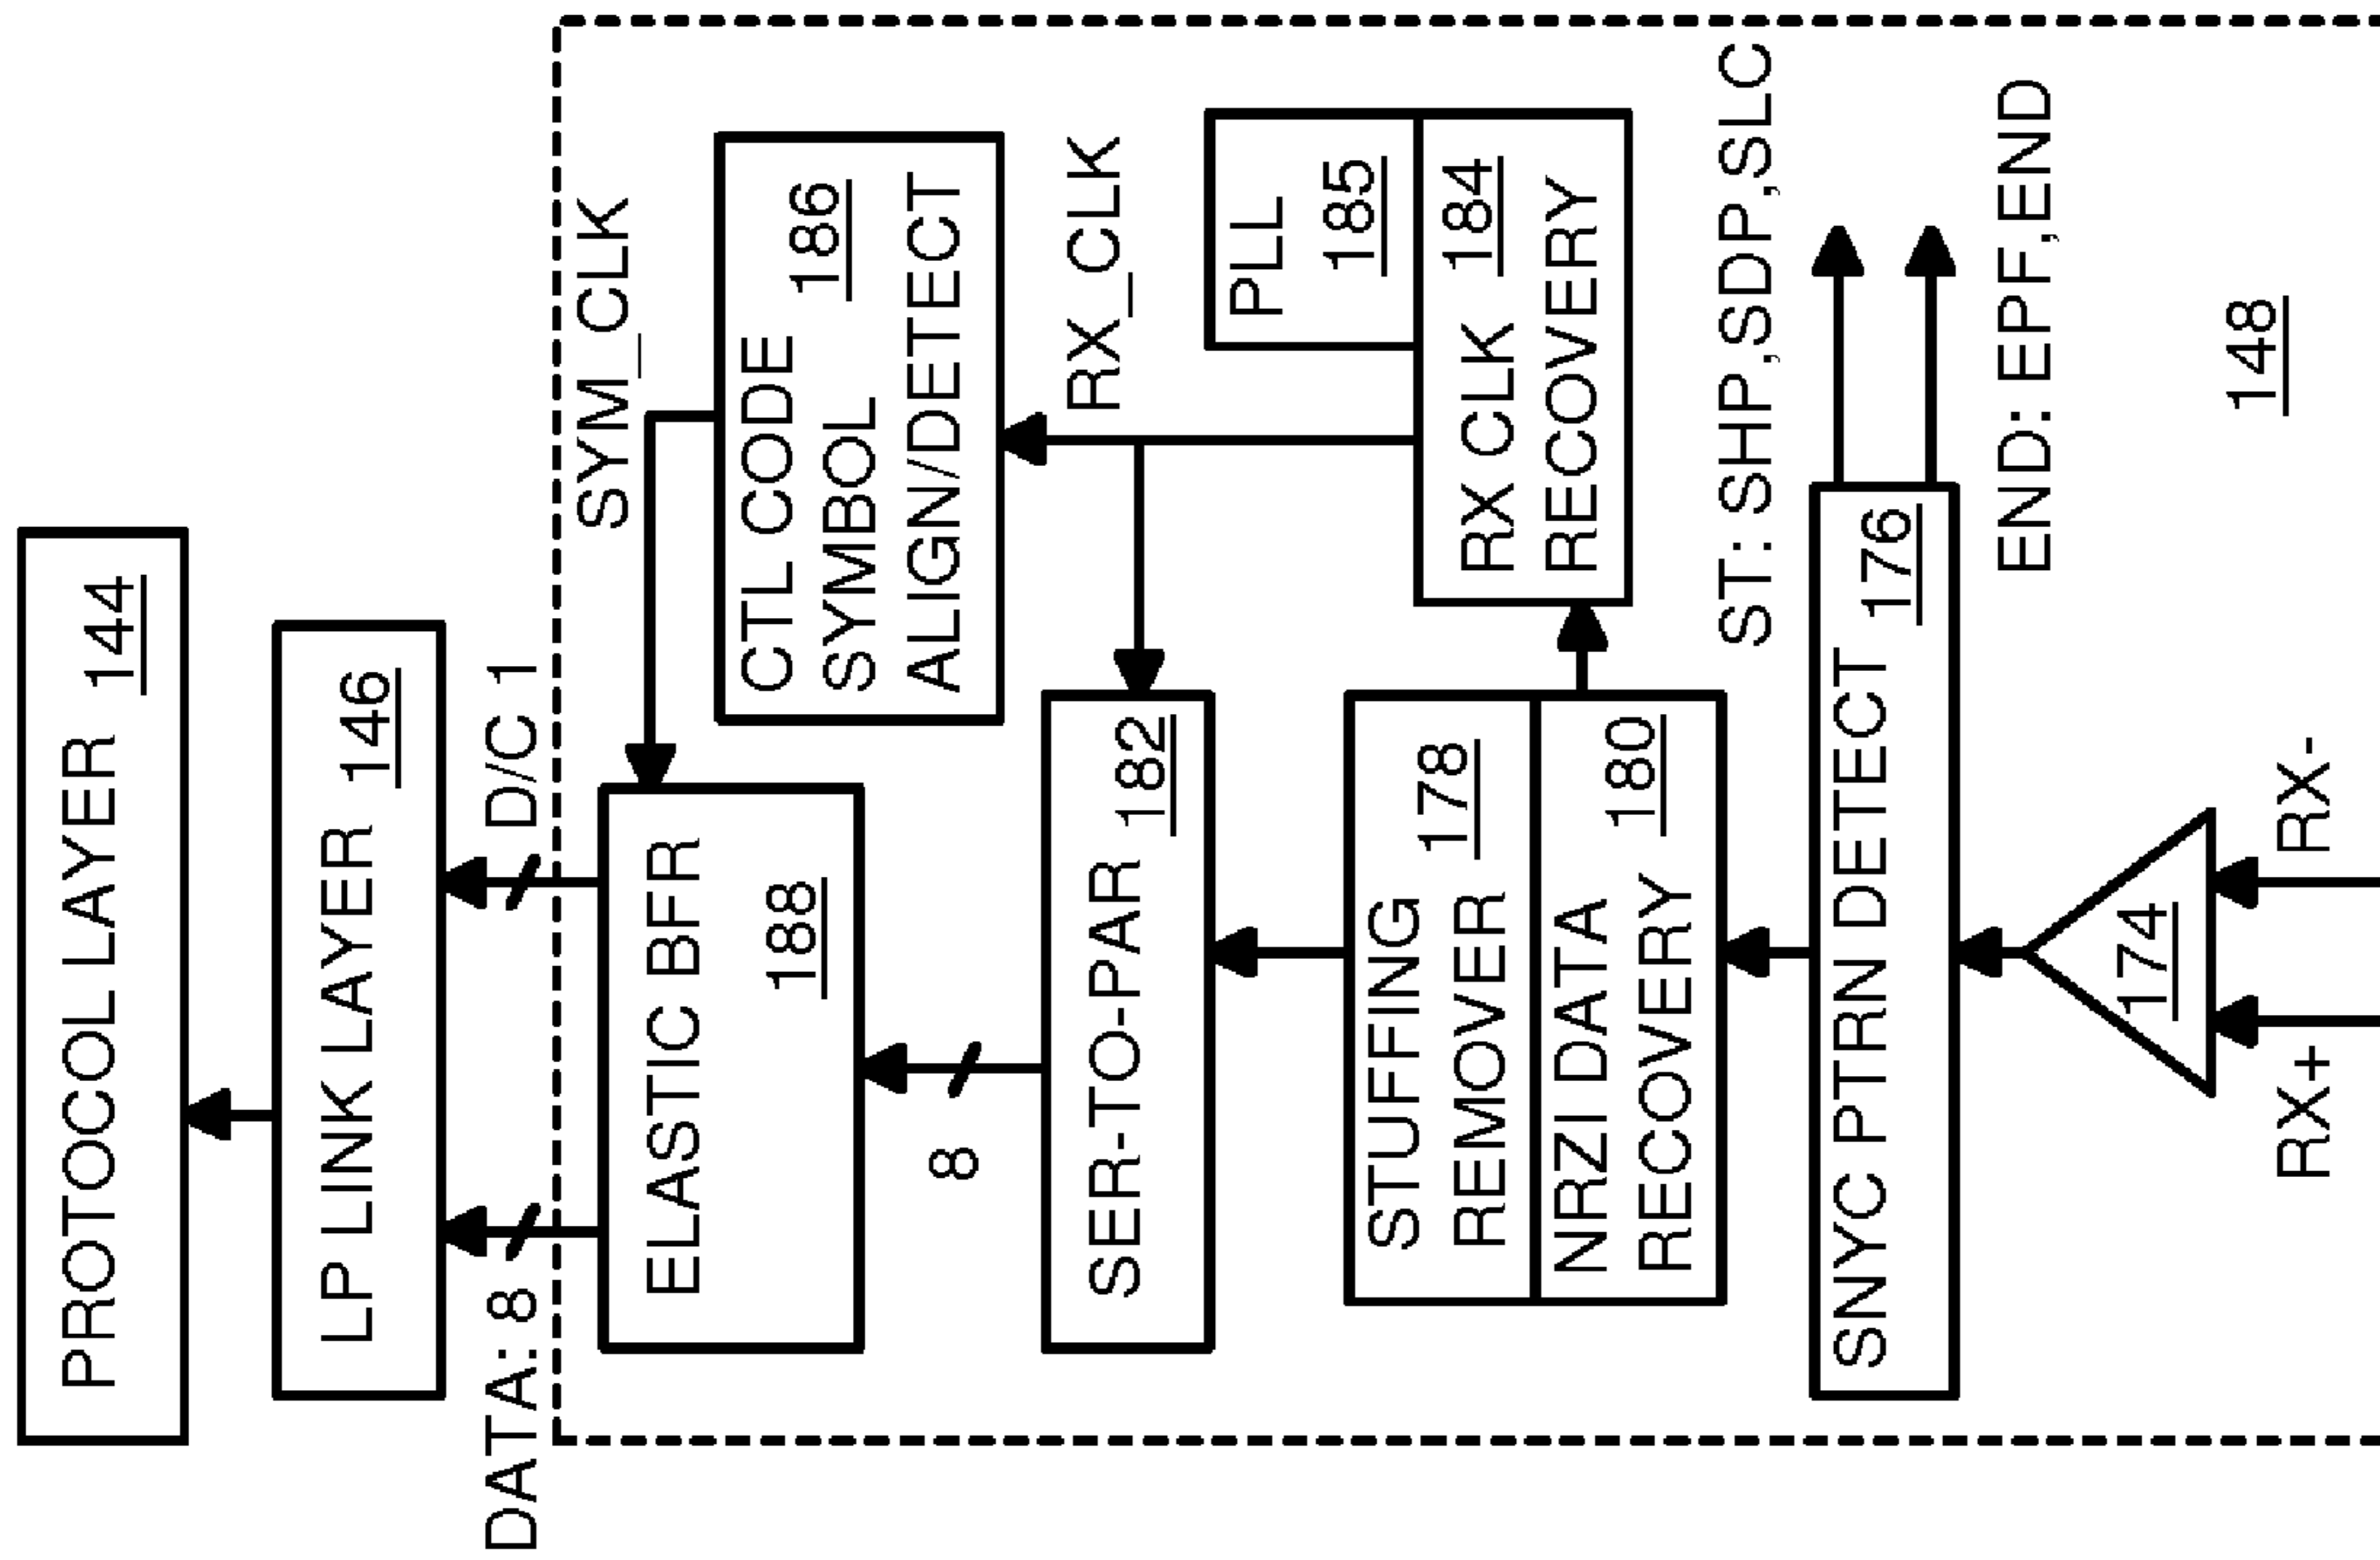 PROTOCOL LAYER 144
LP LINK LAYER 146
DATA: 8
D/C 1
SYM_CLK
ELASTIC BFR
188
CTL CODE
SYMBOL 186
ALIGN/DETECT
8
RX_CLK
SER-TO-PAR 182
PLL
185
STUFFING
REMOVER 178
RX CLK 184
RECOVERY
NRZI DATA
RECOVERY 180
ST: SHP,SDP,SLC
SNYC PTRN DETECT 176
END: EPF,END
174
148
RX+
RX-